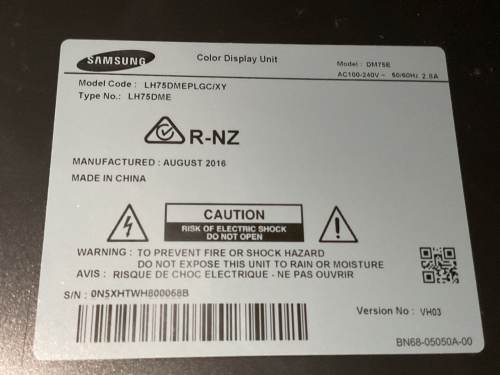 SAMSUNG
Color Display Unit
Model : DM75E
AC100-240V ~ 50/60Hz 2.8A
Model Code : LH75DMEPLGC/XY
Type No.: LH75DME
R-NZ
MANUFACTURED : AUGUST 2016
MADE IN CHINA
CAUTION
RISK OF ELECTRIC SHOCK
DO NOT OPEN
WARNING : TO PREVENT FIRE OR SHOCK HAZARD
DO NOT EXPOSE THIS UNIT TO RAIN OR MOISTURE
AVIS : RISQUE DE CHOC ELECTRIQUE - NE PAS OUVRIR
S/N : 0N5XHTWH800068B
Version No : VH03
BN68-05050A-00